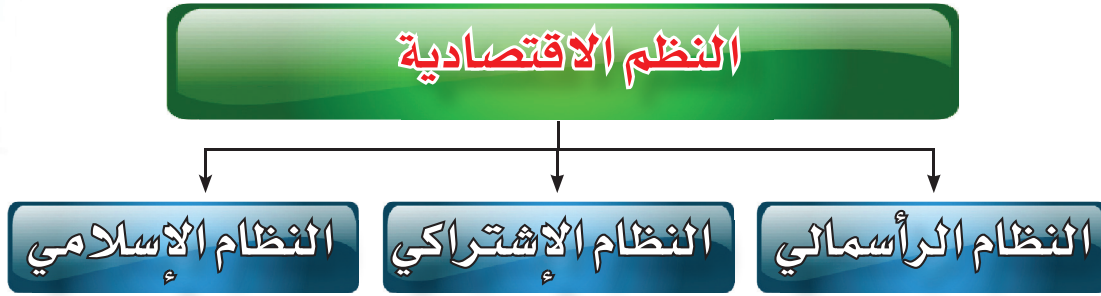 النظم الاقتصادية
النظام الرأسمالي
النظام الإشتراكي
النظام الإسلامي